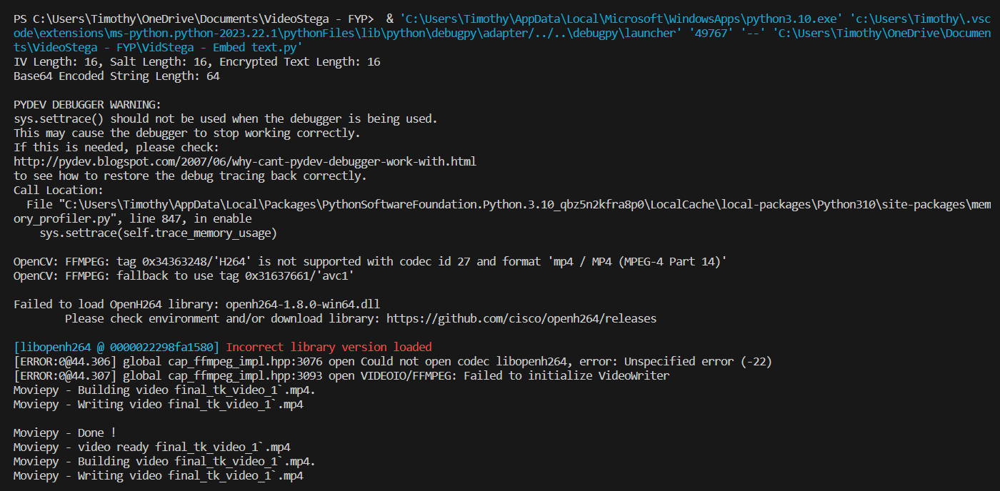 PS C:\Users\Timothy\OneDrive\Documents\VideoStega - FYP>  & 'C:\Users\Timothy\AppData\Local\Microsoft\WindowsApps\python3.10.exe' 'c:\Users\Timothy\.vsc
ode\extensions\ms-python.python-2023.22.1\pythonFiles\lib\python\debugpy\adapter/../..\debugpy\launcher' '49767' '--' 'C:\Users\Timothy\OneDrive\Documen
ts\VideoStega - FYP\VidStega - Embed text.py'
IV Length: 16, Salt Length: 16, Encrypted Text Length: 16
Base64 Encoded String Length: 64
PYDEV DEBUGGER WARNING:
sys.settrace() should not be used when the debugger is being used.
This may cause the debugger to stop working correctly.
If this is needed, please check:
http://pydev.blogspot.com/2007/06/why-cant-pydev-debugger-work-with.html
to see how to restore the debug tracing back correctly.
Call Location:
  File "C:\Users\Timothy\AppData\Local\Packages\PythonSoftwareFoundation.Python.3.10_qbz5n2kfra8p0\LocalCache\local-packages\Python310\site-packages\mem
ory_profiler.py", line 847, in enable
    sys.settrace(self.trace_memory_usage)
OpenCV: FFMPEG: tag 0x34363248/'H264' is not supported with codec id 27 and format 'mp4 / MP4 (MPEG-4 Part 14)'
OpenCV: FFMPEG: fallback to use tag 0x31637661/'avc1'
Failed to load OpenH264 library: openh264-1.8.0-win64.dll
        Please check environment and/or download library: https://github.com/cisco/openh264/releases
[libopenh264 @ 0000022298fa1580] Incorrect library version loaded
[ERROR:0@44.306] global cap_ffmpeg_impl.hpp:3076 open Could not open codec libopenh264, error: Unspecified error (-22)
[ERROR:0@44.307] global cap_ffmpeg_impl.hpp:3093 open VIDEOIO/FFMPEG: Failed to initialize VideoWriter
Moviepy - Building video final_tk_video_1`.mp4.
Moviepy - Writing video final_tk_video_1`.mp4
Moviepy - Done !
Moviepy - video ready final_tk_video_1`.mp4
Moviepy - Building video final_tk_video_1`.mp4.
Moviepy - Writing video final_tk_video_1`.mp4